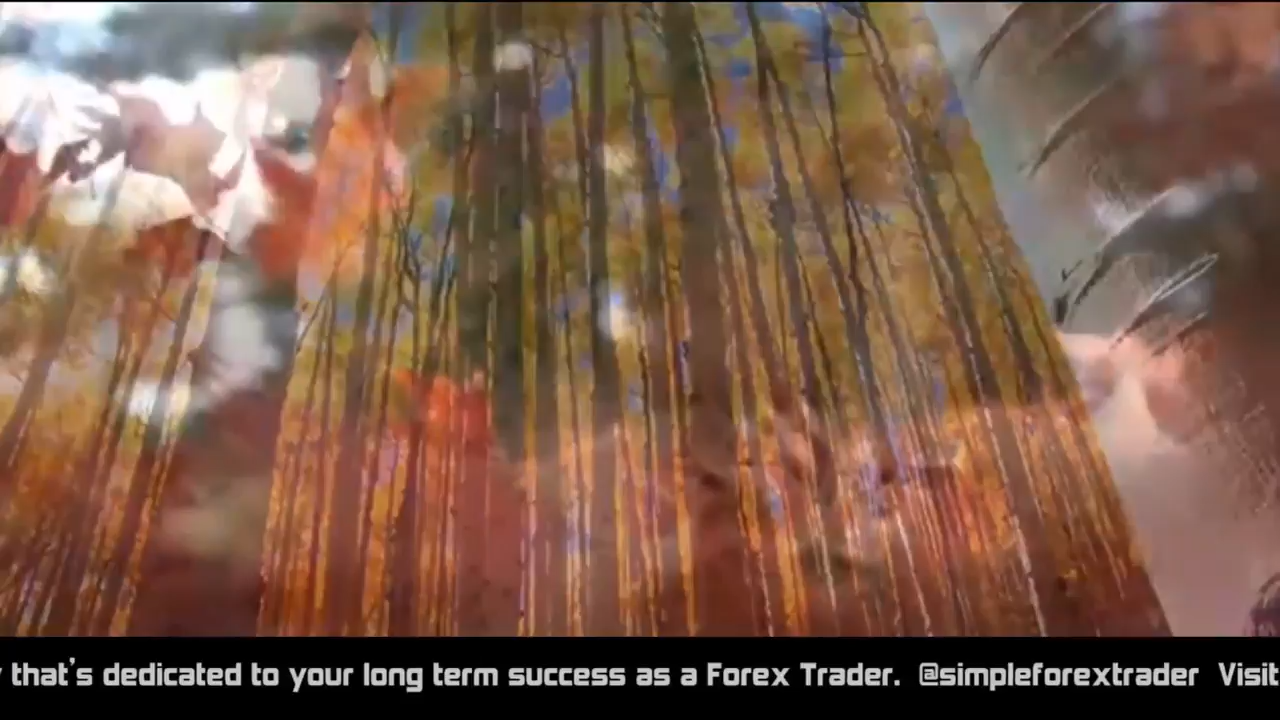 that's dedicated to your long term success as a Forex Trader. @simpleforextrader Visit